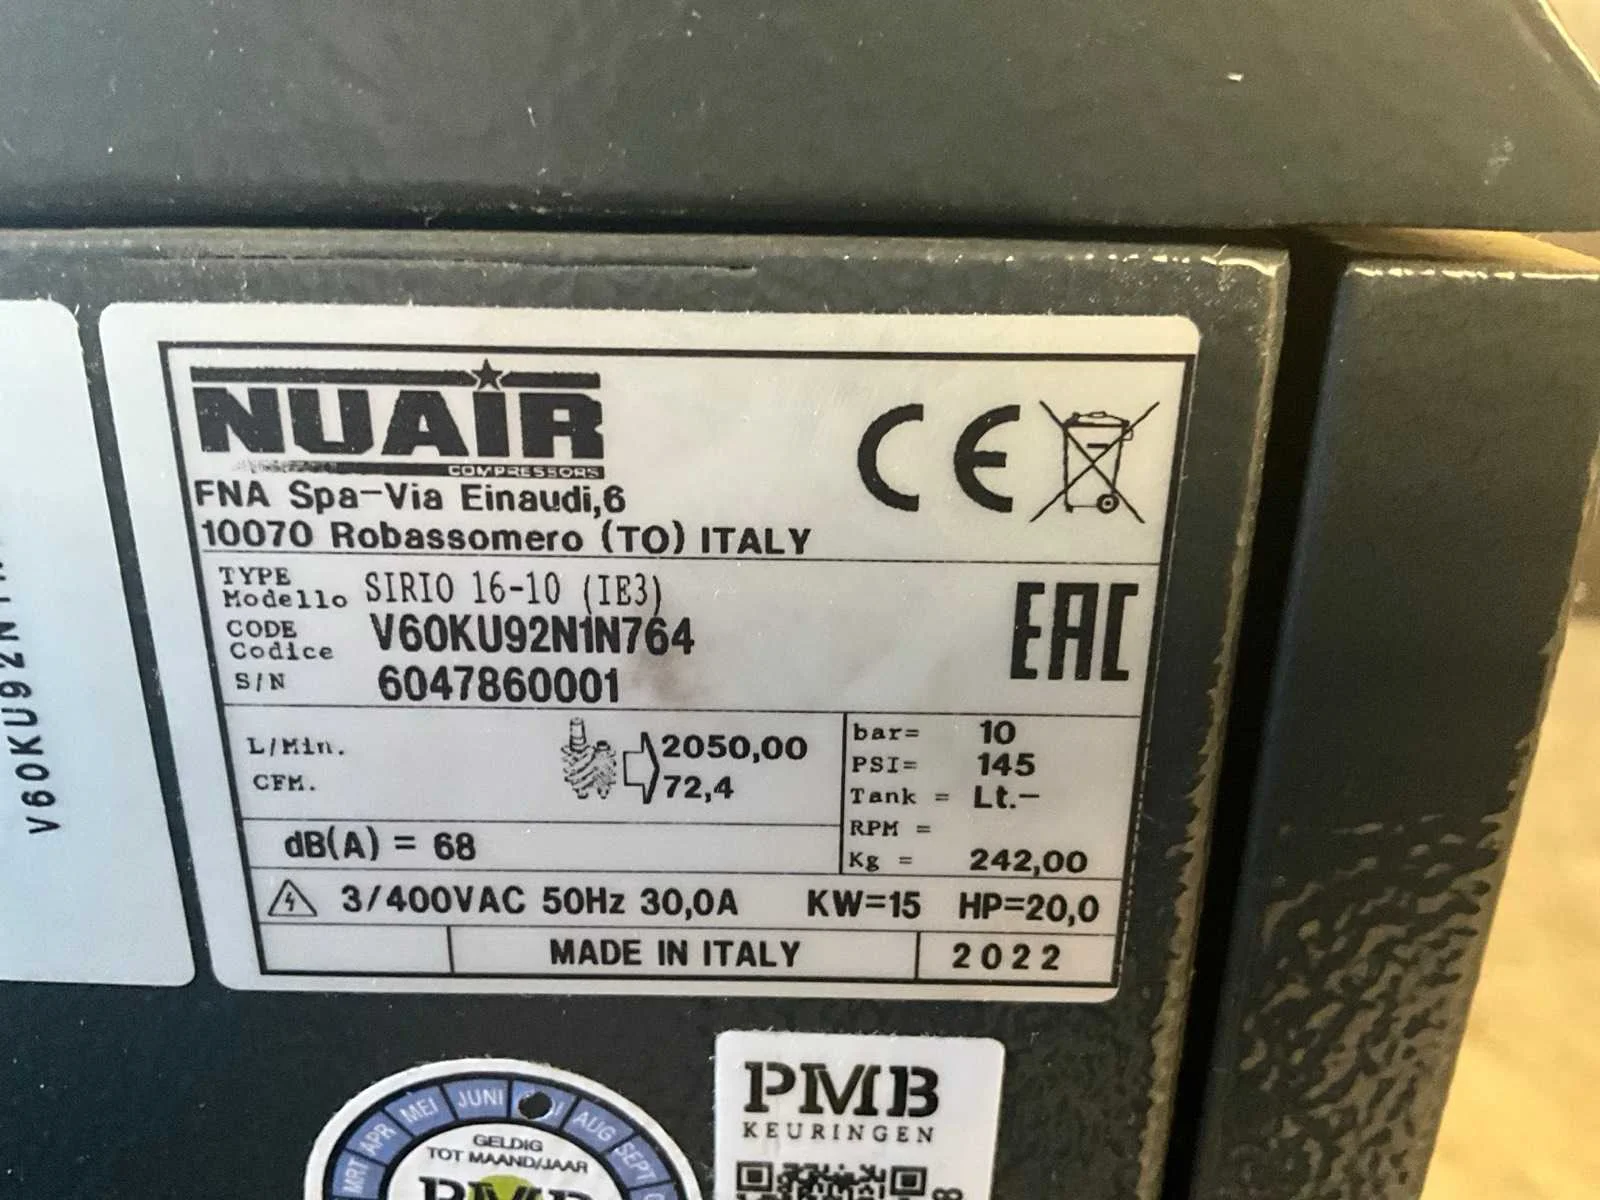 NUAIR
COMPRESSORS
FNA Spa-Via Einaudi,6
10070 Robassomero (TO) ITALY
CE
TYPE
Modello SIRIO 16-10 (IE3)
CODE
Codice V60KU92N1N764
S/N 6047860001
EAC
L/Min. 2050,00
CFM. 72,4
bar= 10
PSI= 145
Tank = Lt.-
RPM =
Kg = 242,00
dB(A) = 68
3/400VAC 50Hz 30,0A KW=15 HP=20,0
MADE IN ITALY 2022
V60KU92N1
MRT APR MEI JUNI AUG SEPT
GELDIG
TOT MAAND/JAAR
PMB
PMB
KEURINGEN